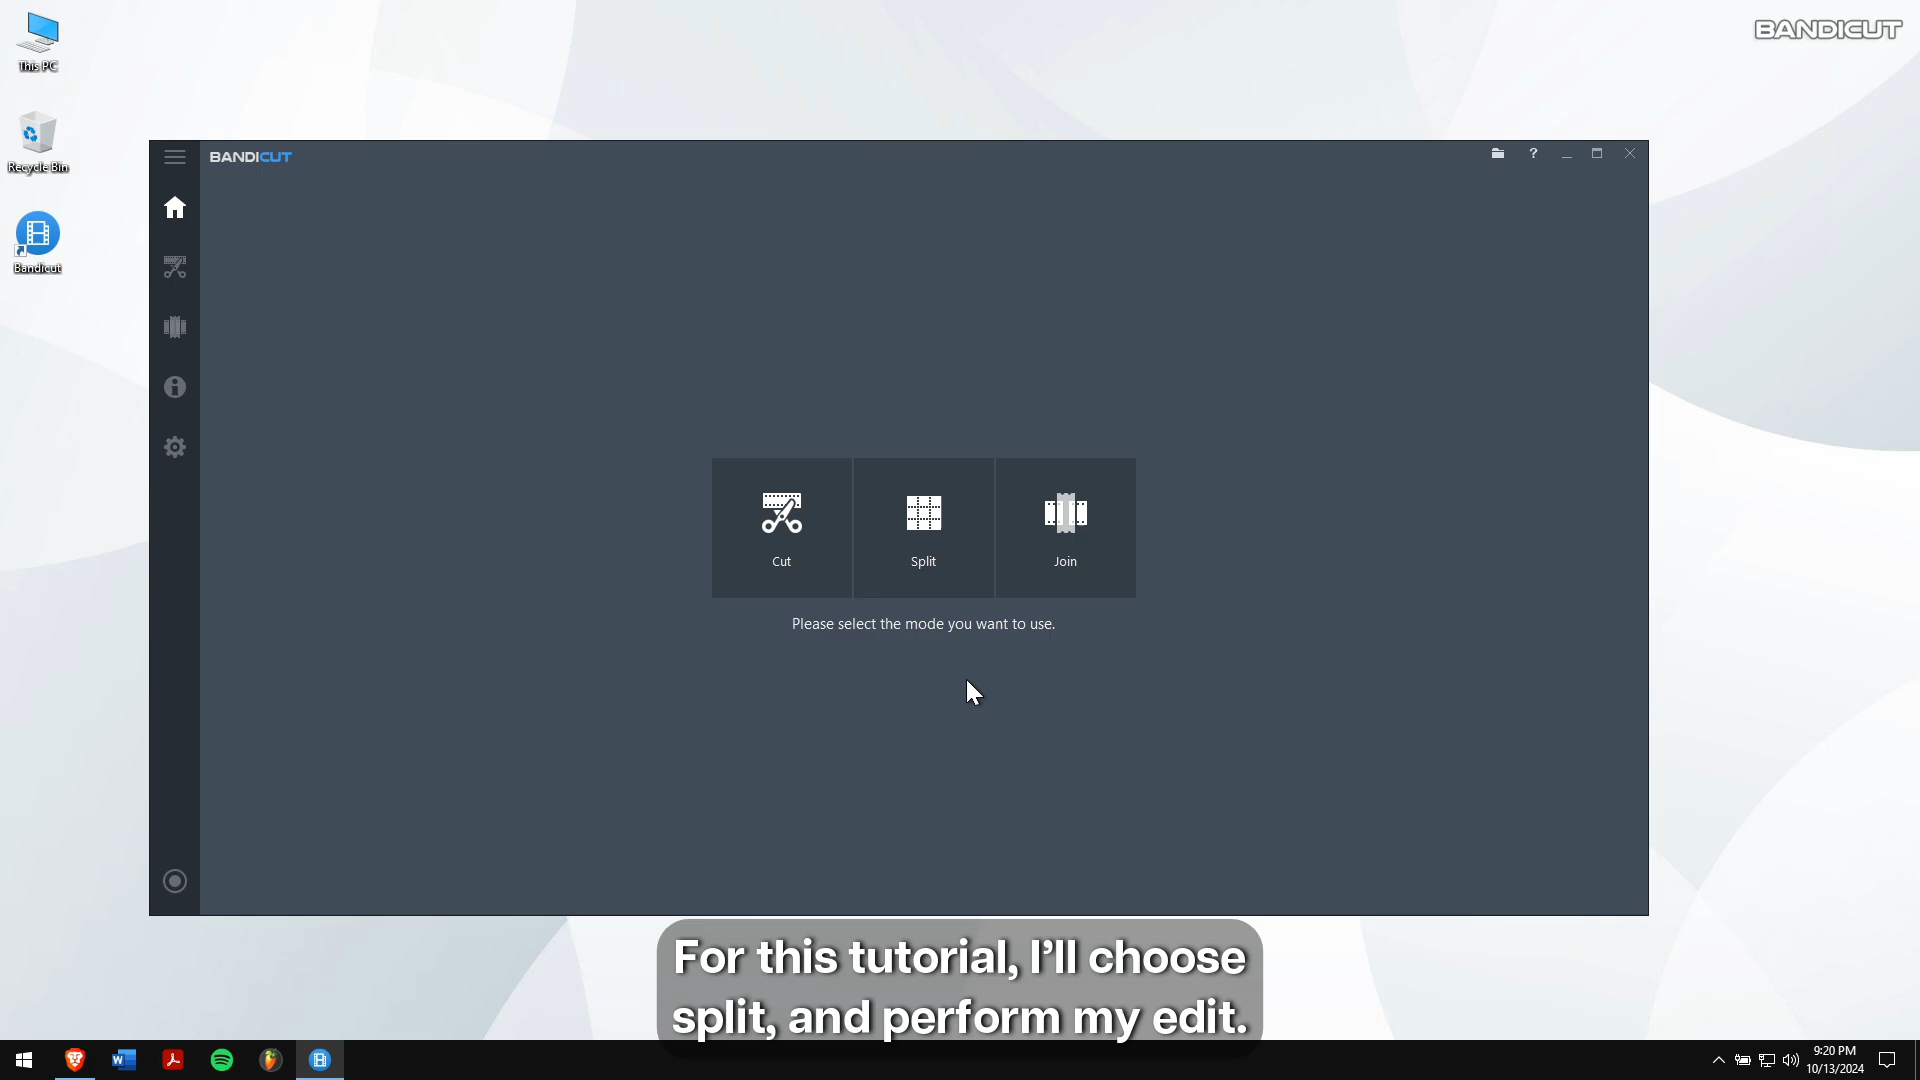 BANDICUT
This PC
Recycle Bin
Bandicut
BANDICUT
?
Cut
Split
Join
Please select the mode you want to use.
For this tutorial, I’ll choose
split, and perform my edit.
9:20 PM
10/13/2024